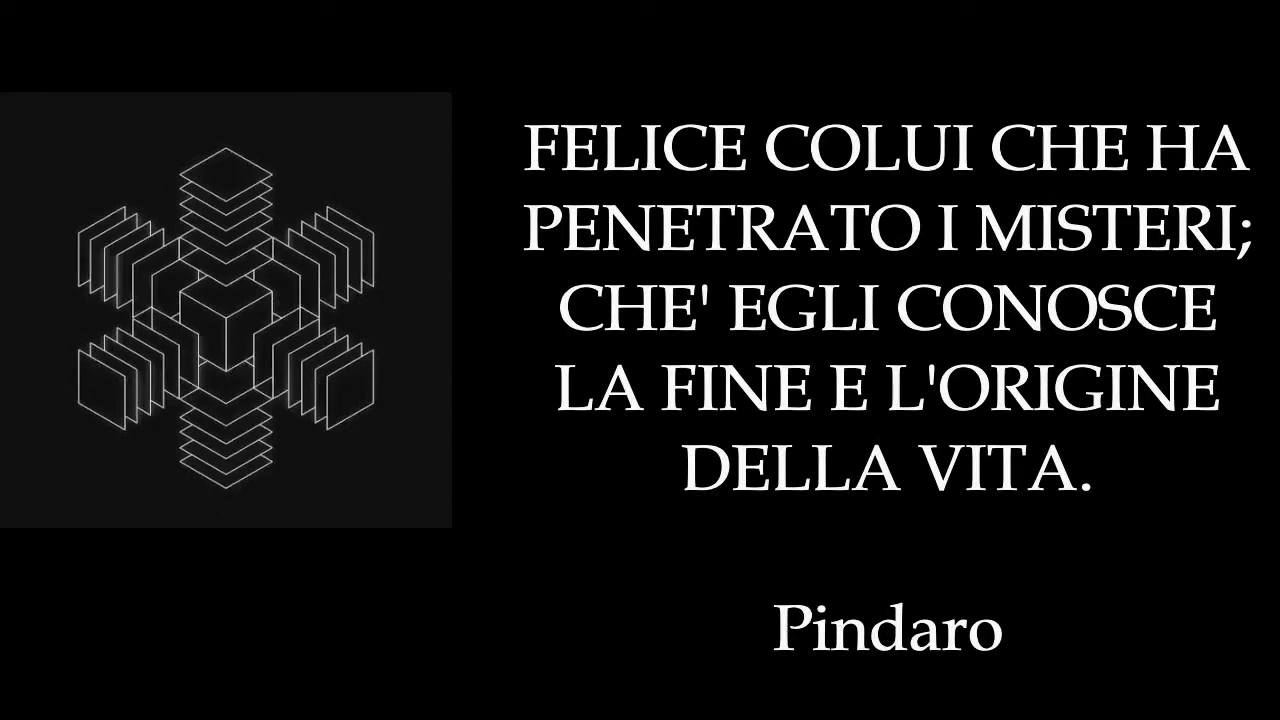 FELICE COLUI CHE HA
PENETRATO I MISTERI;
CHE' EGLI CONOSCE
LA FINE E L'ORIGINE
DELLA VITA.
Pindaro